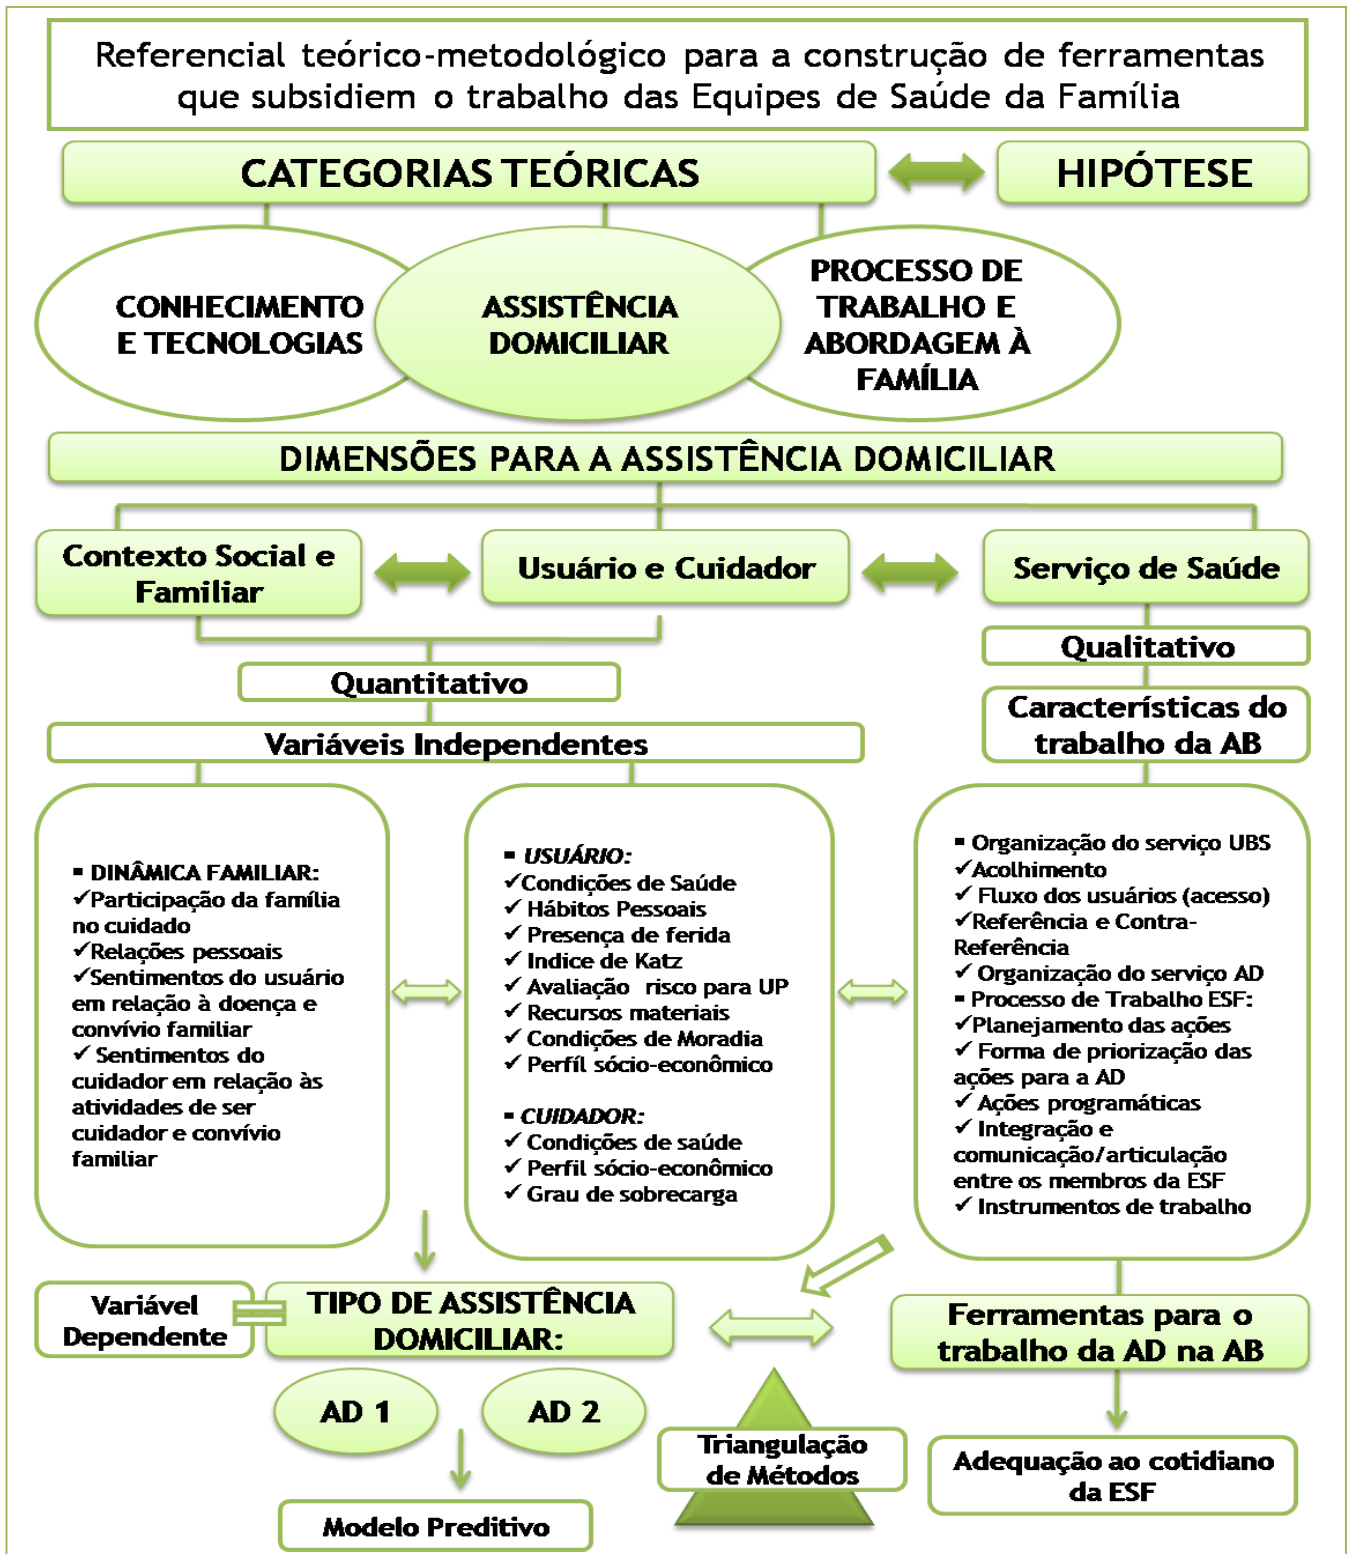 Referencial teórico-metodológico para a construção de ferramentas
que subsidiem o trabalho das Equipes de Saúde da Família
CATEGORIAS TEÓRICAS
HIPÓTESE
CONHECIMENTO
E TECNOLOGIAS
ASSISTÊNCIA
DOMICILIAR
PROCESSO DE
TRABALHO E
ABORDAGEM À
FAMÍLIA
DIMENSÕES PARA A ASSISTÊNCIA DOMICILIAR
Contexto Social e
Familiar
Usuário e Cuidador
Serviço de Saúde
Quantitativo
Qualitativo
Variáveis Independentes
Características do
trabalho da AB
▪ DINÂMICA FAMILIAR:
✓Participação da família
no cuidado
✓Relações pessoais
✓Sentimentos do usuário
em relação à doença e
convívio familiar
✓ Sentimentos do
cuidador em relação às
atividades de ser
cuidador e convívio
familiar
▪ USUÁRIO:
✓Condições de Saúde
✓ Hábitos Pessoais
✓ Presença de ferida
✓ Indice de Katz
✓ Avaliação risco para UP
✓ Recursos materiais
✓ Condições de Moradia
✓ Perfíl sócio-econômico
▪ CUIDADOR:
✓ Condições de saúde
✓ Perfil sócio-econômico
✓ Grau de sobrecarga
▪ Organização do serviço UBS
✓Acolhimento
✓ Fluxo dos usuários (acesso)
✓Referência e Contra-
Referência
✓ Organização do serviço AD
▪ Processo de Trabalho ESF:
✓Planejamento das ações
✓ Forma de priorização das
ações para a AD
✓ Ações programáticas
✓ Integração e
comunicação/articulação
entre os membros da ESF
✓ Instrumentos de trabalho
Variável
Dependente
TIPO DE ASSISTÊNCIA
DOMICILIAR:
Ferramentas para o
trabalho da AD na AB
AD 1
AD 2
Triangulação
de Métodos
Adequação ao cotidiano
da ESF
Modelo Preditivo